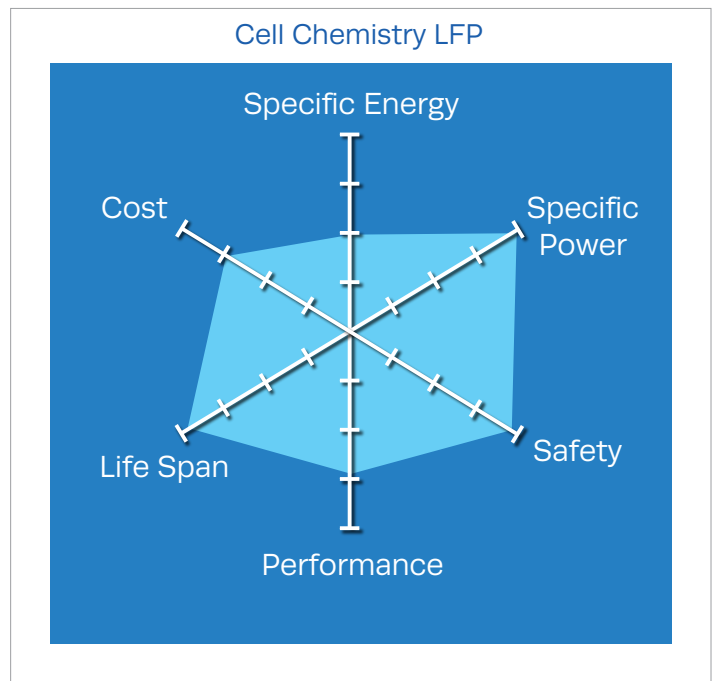 Cell Chemistry LFP
Specific Energy
Cost
Specific
Power
Life Span
Safety
Performance